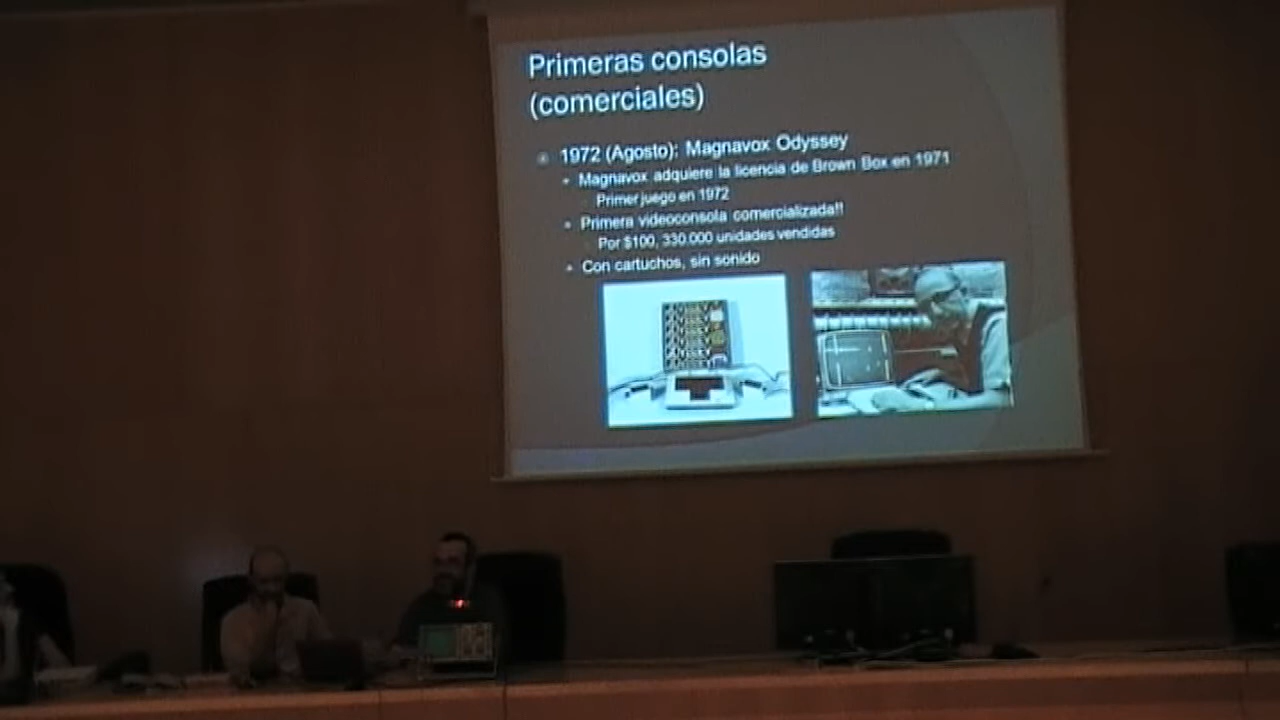 Primeras consolas
(comerciales)
1972 (Agosto): Magnavox Odyssey
Magnavox adquiere la licencia de Brown Box en 1971
Primer juego en 1972
Primera videoconsola comercializada!!
Por $100, 330.000 unidades vendidas
Con cartuchos, sin sonido